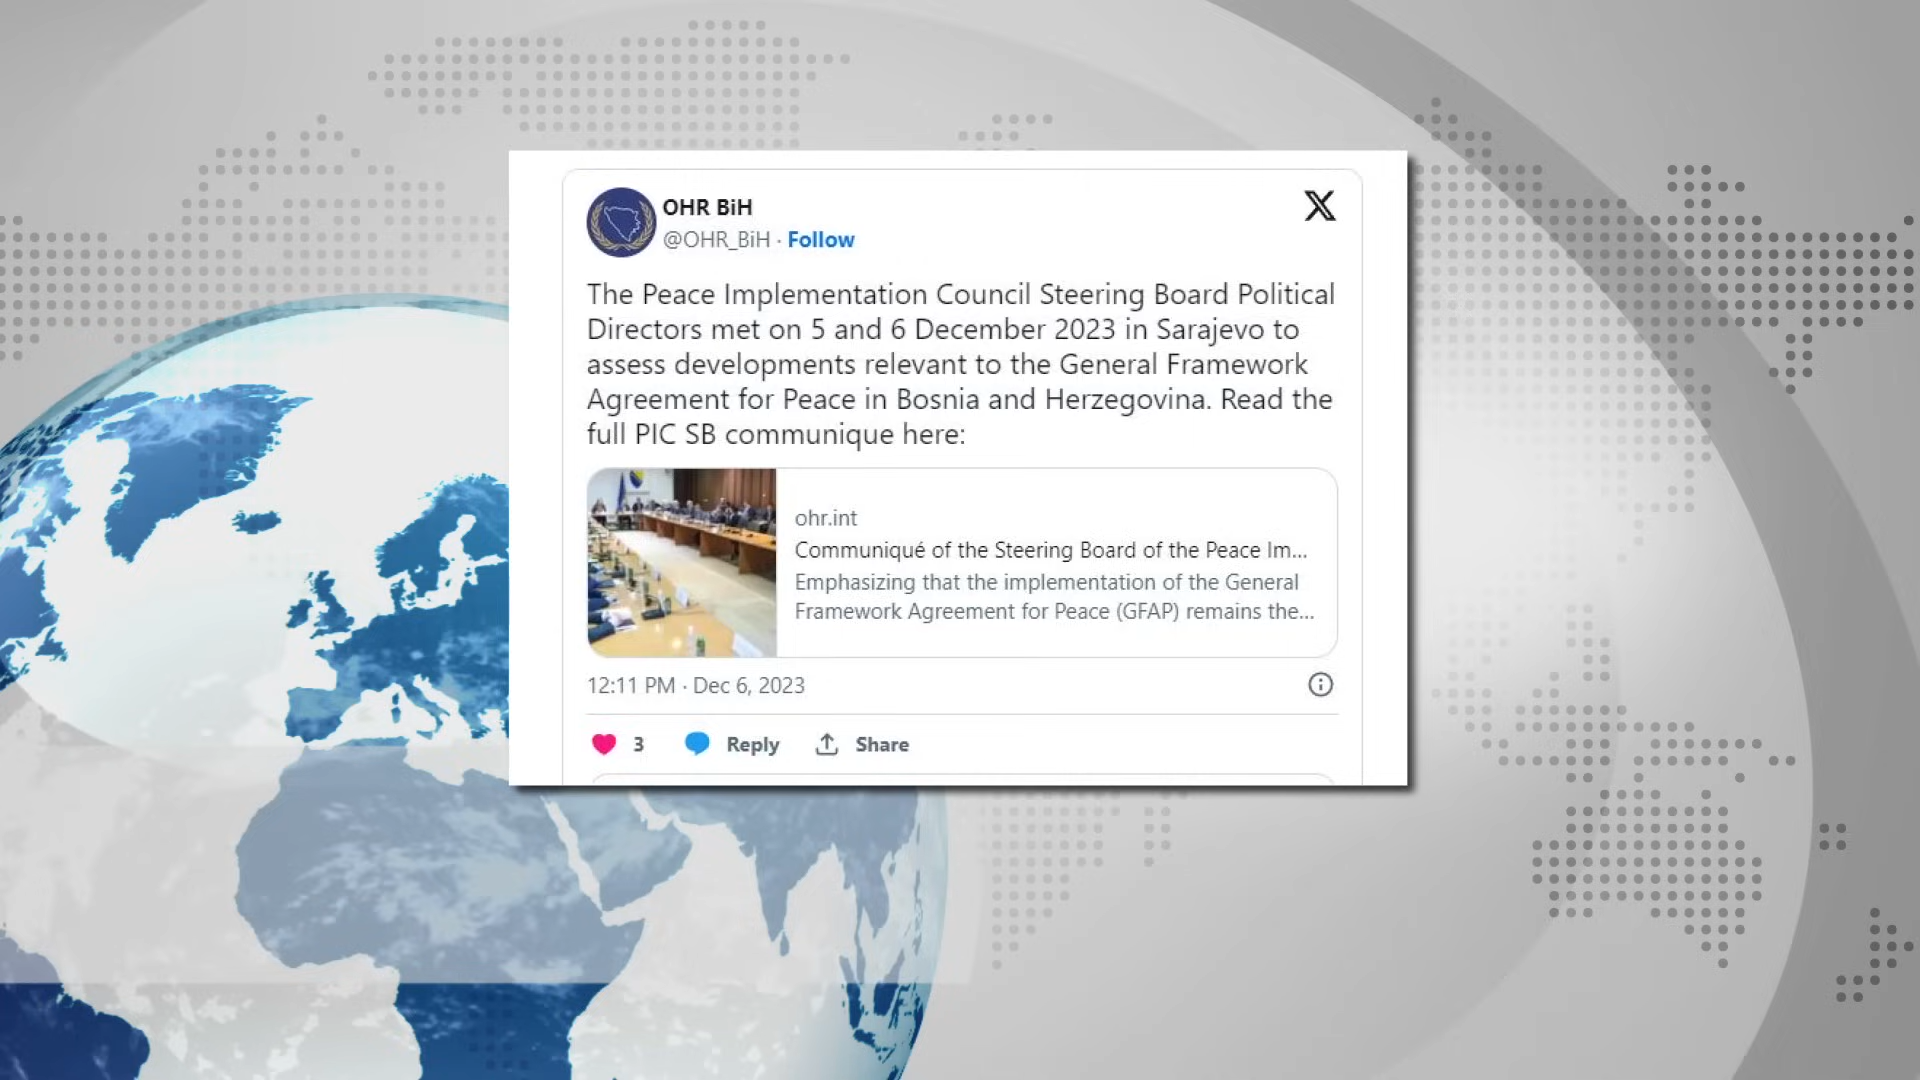 OHR BiH
@OHR_BiH · Follow
The Peace Implementation Council Steering Board Political
Directors met on 5 and 6 December 2023 in Sarajevo to
assess developments relevant to the General Framework
Agreement for Peace in Bosnia and Herzegovina. Read the
full PIC SB communique here:
ohr.int
Communiqué of the Steering Board of the Peace Im...
Emphasizing that the implementation of the General
Framework Agreement for Peace (GFAP) remains the...
12:11 PM · Dec 6, 2023
3 Reply Share